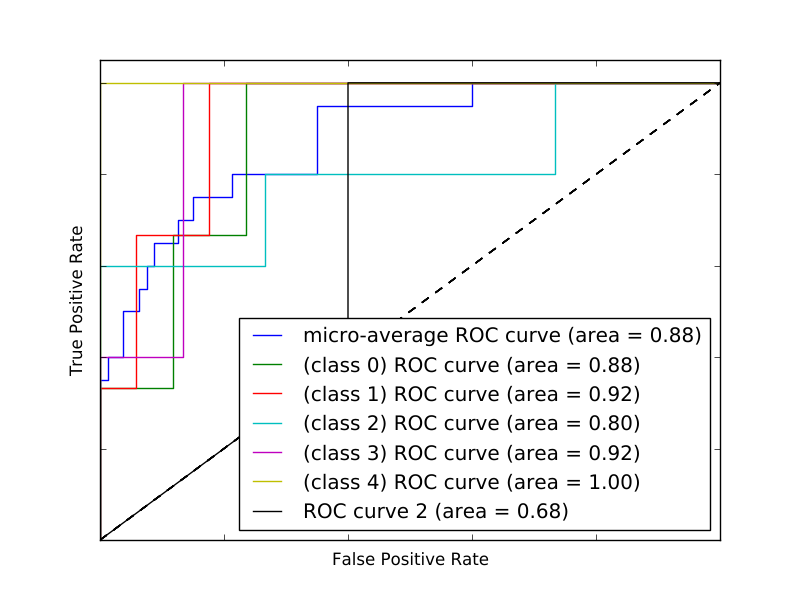 True Positive Rate
micro-average ROC curve (area = 0.88)
(class 0) ROC curve (area = 0.88)
(class 1) ROC curve (area = 0.92)
(class 2) ROC curve (area = 0.80)
(class 3) ROC curve (area = 0.92)
(class 4) ROC curve (area = 1.00)
ROC curve 2 (area = 0.68)
False Positive Rate